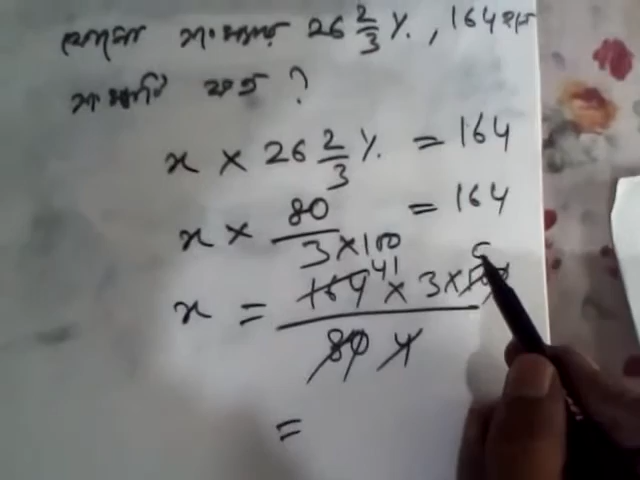 কোনো সংখ্যার 26 2/3 %, 164 হলে
সংখ্যাটি কত ?
x × 26 2/3 % = 164
x × 80 / 3×100 = 164
x = 164 41 × 3 × 100 5 / 80 4
=